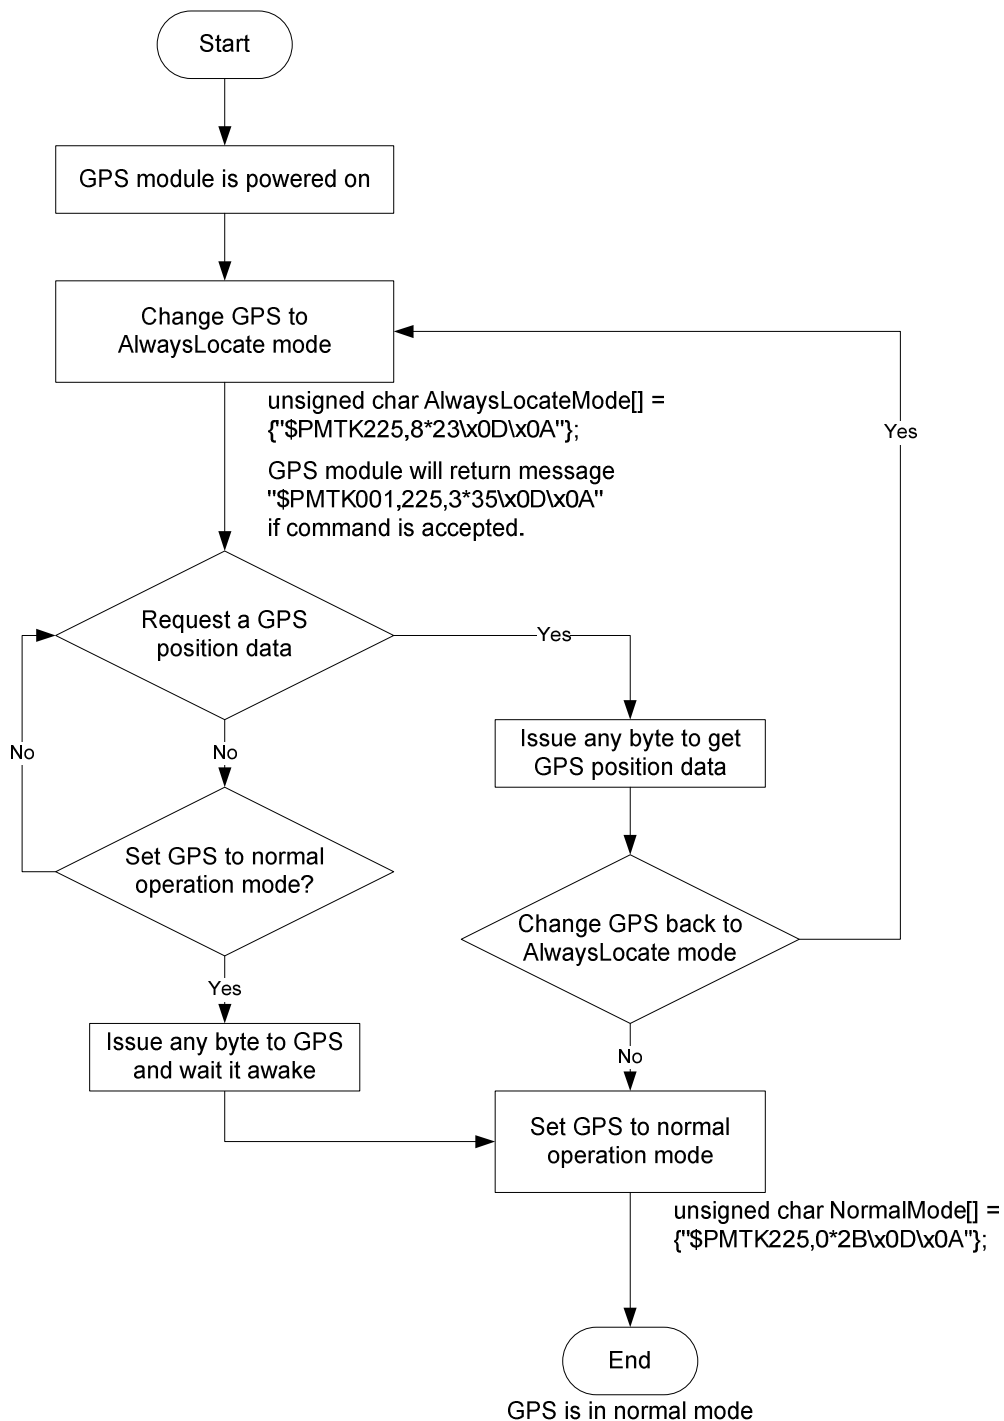 Start
GPS module is powered on
Change GPS to
AlwaysLocate mode
unsigned char AlwaysLocateMode[] =
{"$PMTK225,8*23\x0D\x0A"};
Yes
GPS module will return message
"$PMTK001,225,3*35\x0D\x0A"
if command is accepted.
Request a GPS
position data
Yes
No
No
Issue any byte to get
GPS position data
Set GPS to normal
operation mode?
Change GPS back to
AlwaysLocate mode
Yes
Issue any byte to GPS
and wait it awake
No
Set GPS to normal
operation mode
unsigned char NormalMode[] =
{"$PMTK225,0*2B\x0D\x0A"};
End
GPS is in normal mode